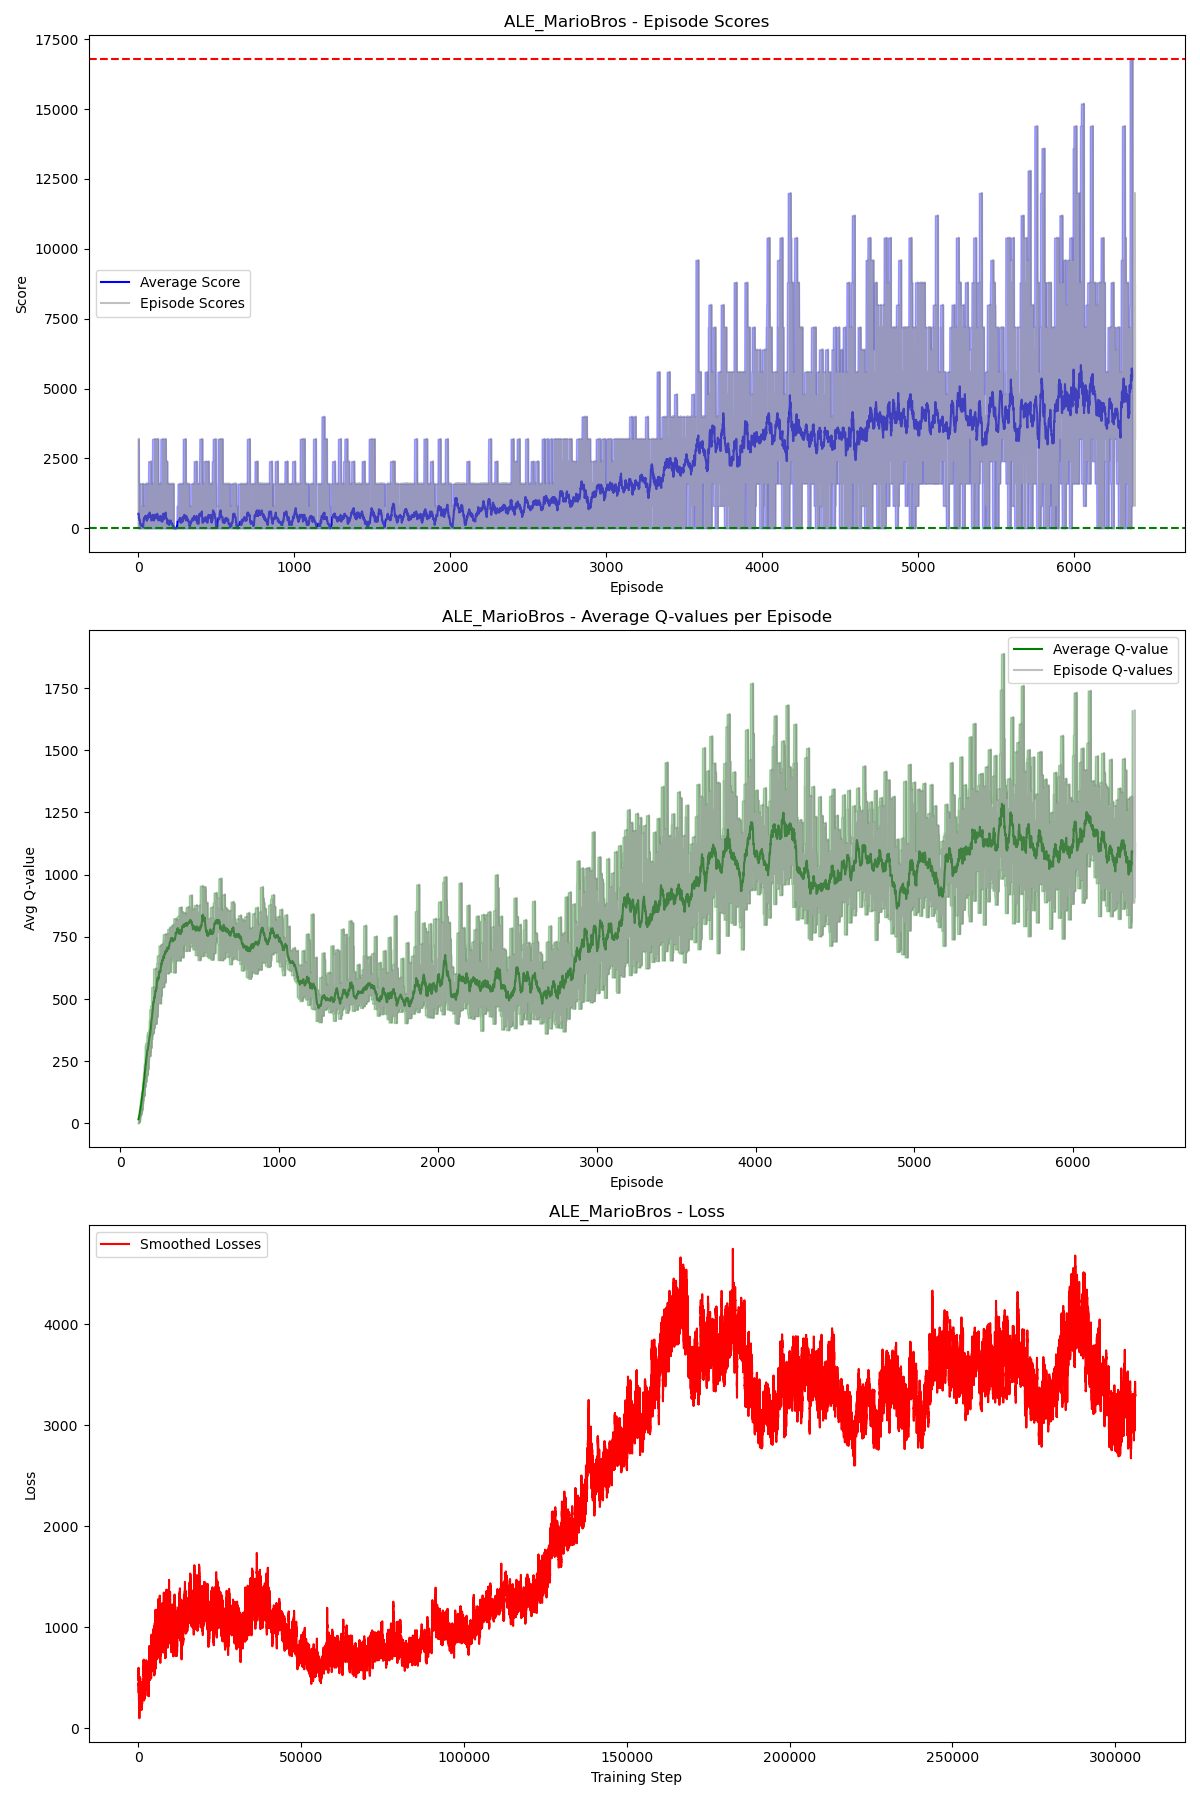 ALE_MarioBros - Episode Scores
17500
15000
12500
10000
7500
5000
2500
0
Score
Average Score
Episode Scores
0 1000 2000 3000 4000 5000 6000
Episode
ALE_MarioBros - Average Q-values per Episode
1750
1500
1250
1000
750
500
250
0
Avg Q-value
Average Q-value
Episode Q-values
0 1000 2000 3000 4000 5000 6000
Episode
ALE_MarioBros - Loss
Smoothed Losses
4000
3000
2000
1000
0
Loss
0 50000 100000 150000 200000 250000 300000
Training Step